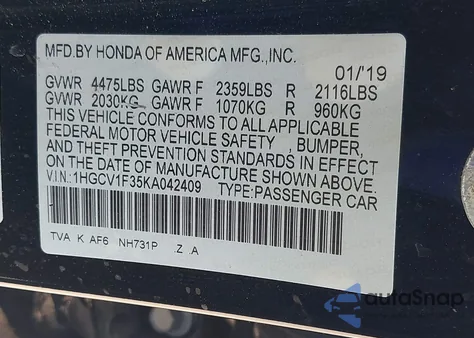 MFD.BY HONDA OF AMERICA MFG.,INC.
01/'19
GVWR 4475LBS GAWR F 2359LBS R 2116LBS
GVWR 2030KG GAWR F 1070KG R 960KG
THIS VEHICLE CONFORMS TO ALL APPLICABLE
FEDERAL MOTOR VEHICLE SAFETY , BUMPER,
AND THEFT PREVENTION STANDARDS IN EFFECT
ON THE DATE OF MANUFACTURE SHOWN ABOVE.
V.I.N.:1HGCV1F35KA042409 TYPE:PASSENGER CAR
TVA K AF6 NH731P .Z .A
autoSnap